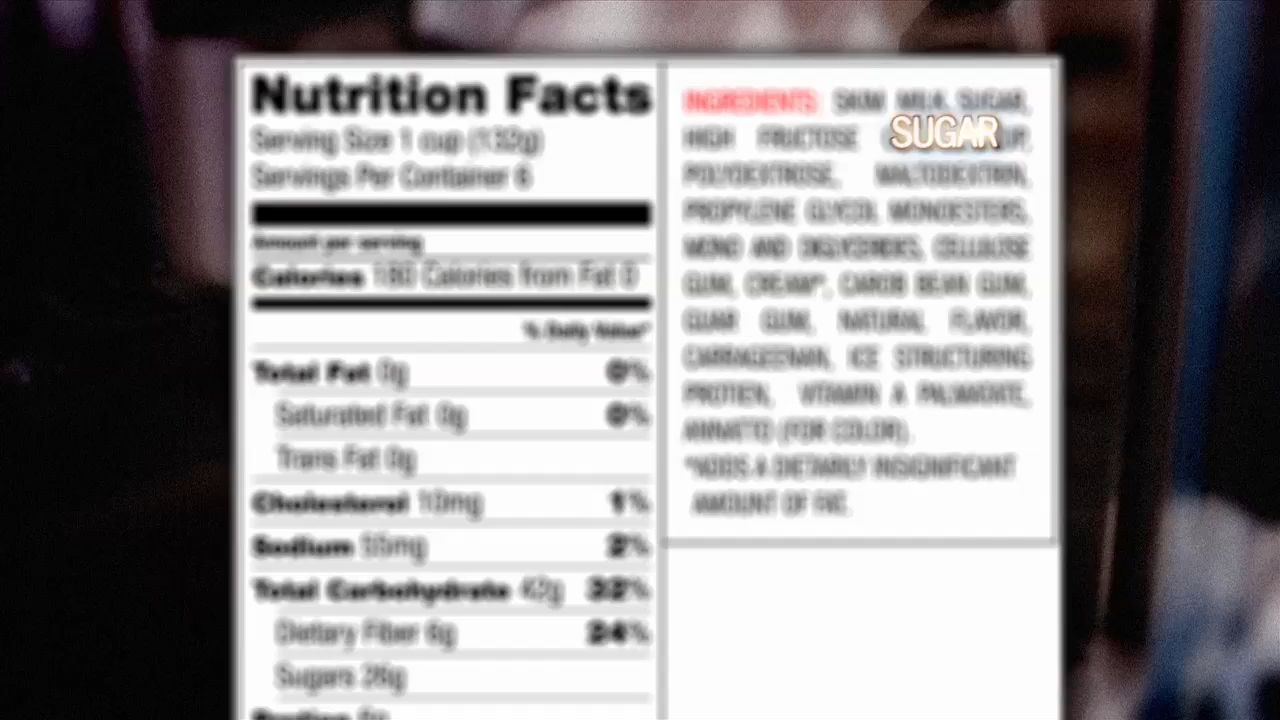 Nutrition Facts
Serving Size 1 cup (132g)
Servings Per Container 6
Amount per serving
Calories 180 Calories from Fat 0
% Daily Value*
Total Fat 0g 0%
Saturated Fat 0g 0%
Trans Fat 0g
Cholesterol 10mg 1%
Sodium 55mg 2%
Total Carbohydrate 42g
Dietary Fiber 6g 24%
Sugars 26g
INGREDIENTS: SKIM MILK, SUGAR,
HIGH FRUCTOSE
SUGAR
POLYDEXTROSE, MALTODEXTRIN,
PROPYLENE GLYCOL MONOESTERS,
MONO AND DIGLYCERIDES, CELLULOSE
GUM, CREAM*, CAROB BEAN GUM,
GUAR GUM, NATURAL FLAVOR,
CARRAGEENAN, ICE STRUCTURING
PROTIEN, VITAMIN A PALMATATE,
ANNATTO (FOR COLOR).
*ADDS A DIETARILY INSIGNIFICANT
AMOUNT OF FAT.